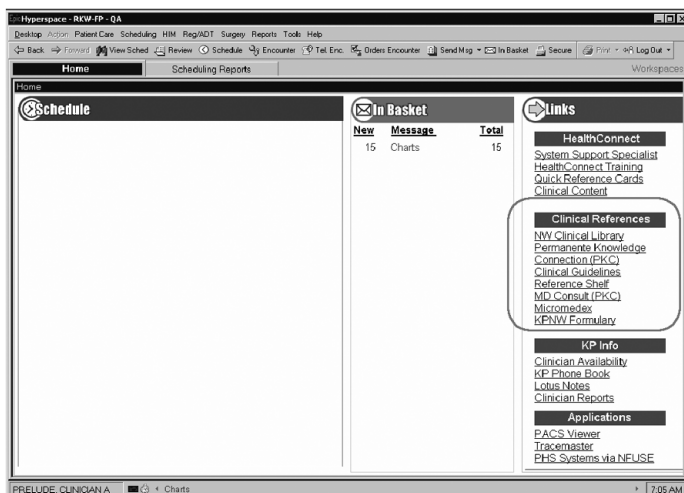 Hyperspace - RKW-FP - QA
Desktop Action Patient Care Scheduling HIM Reg/ADT Surgery Reports Tools Help
Back Forward View Sched Review Schedule Encounter Tel Enc. Orders Encounter Send Msg In Basket Secure Print Log Out
Home Scheduling Reports Workspaces
Home
Schedule
In Basket
New Message Total
15 Charts 15
Links
HealthConnect
System Support Specialist
HealthConnect Training
Quick Reference Cards
Clinical Content
Clinical References
NW Clinical Library
Permanente Knowledge
Connection (PKC)
Clinical Guidelines
Reference Shelf
MD Consult (PKC)
Micromedex
KPNW Formulary
KP Info
Clinician Availability
KP Phone Book
Lotus Notes
Clinician Reports
Applications
PACS Viewer
Tracemaster
PHS Systems via NFUSE
PRELUDE, CLINICIAN A Charts 7:05 AM